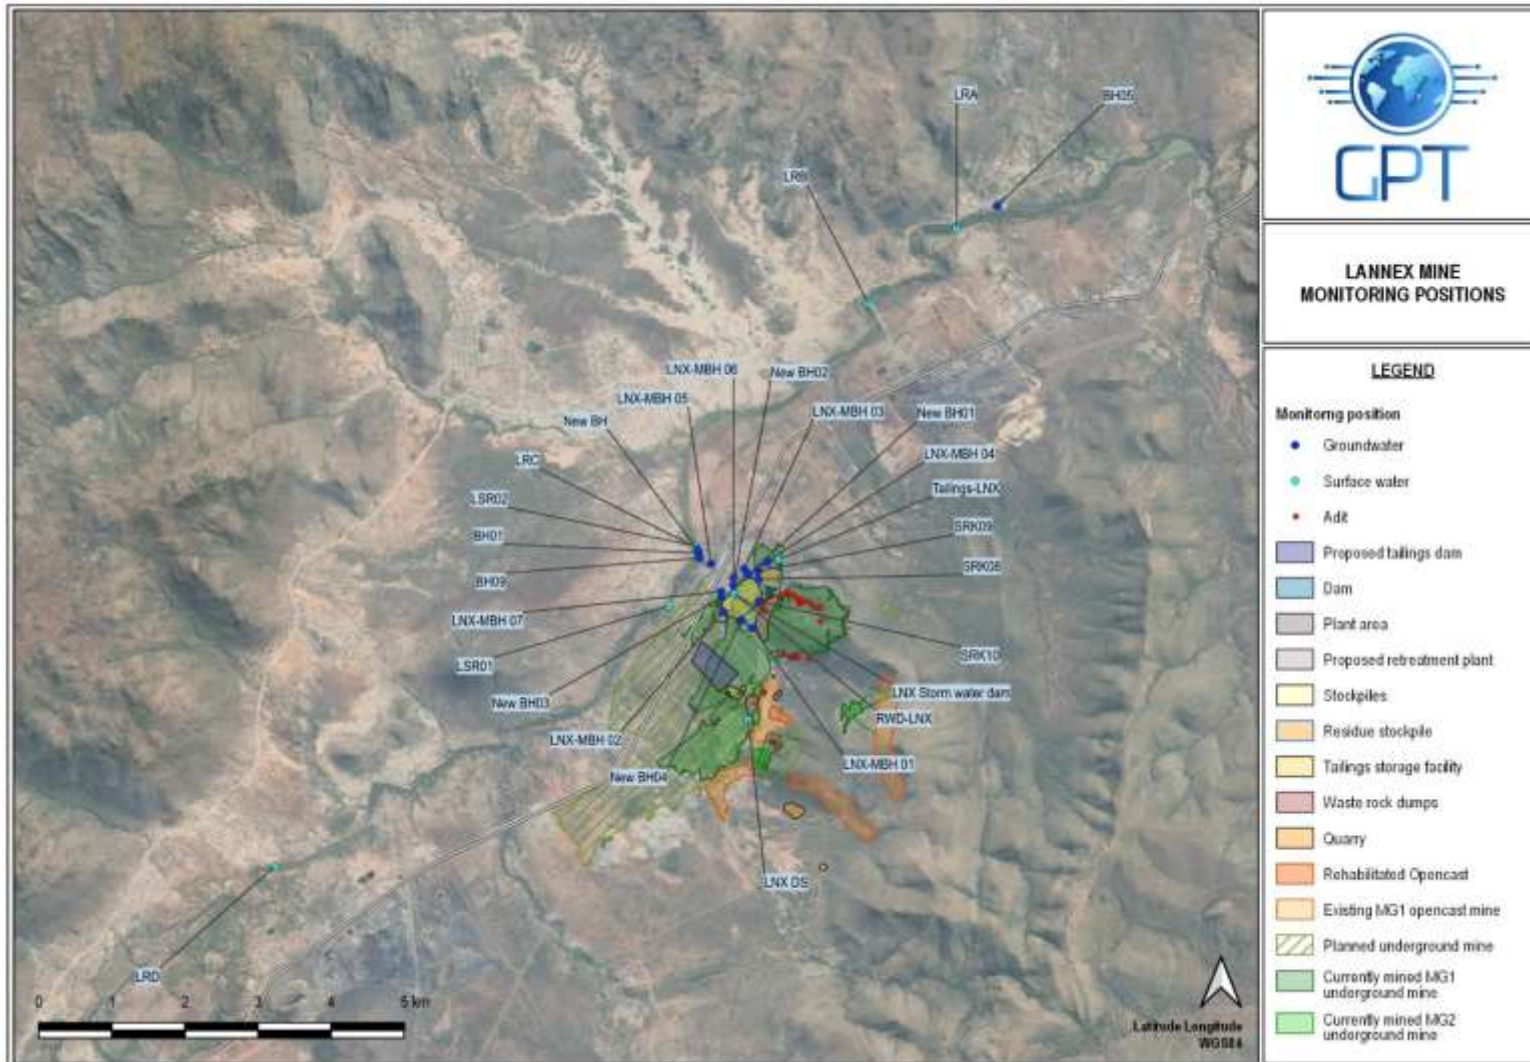 LRA
BH05
LRB
LNX-MBH 06
New BH02
LNX-MBH 05
LNX-MBH 03
New BH01
New BH
LNX-MBH 04
LRC
Tailings-LNX
LSR02
SRK09
BH01
SRK08
BH09
LNX-MBH 07
SRK10
LSR01
LNX Storm water dam
New BH03
RWD-LNX
LNX-MBH 02
LNX-MBH 01
New BH04
LNX DS
LRD
0 1 2 3 4 5 km
Latitude Longitude
WGS84
GPT
LANNEX MINE
MONITORING POSITIONS
LEGEND
Monitorng position
Groundwater
Surface water
Adit
Proposed tailings dam
Dam
Plant area
Proposed retreatment plant
Stockpiles
Residue stockpile
Tailings storage facility
Waste rock dumps
Quarry
Rehabilitated Opencast
Existing MG1 opencast mine
Planned underground mine
Currently mined MG1
underground mine
Currently mined MG2
underground mine